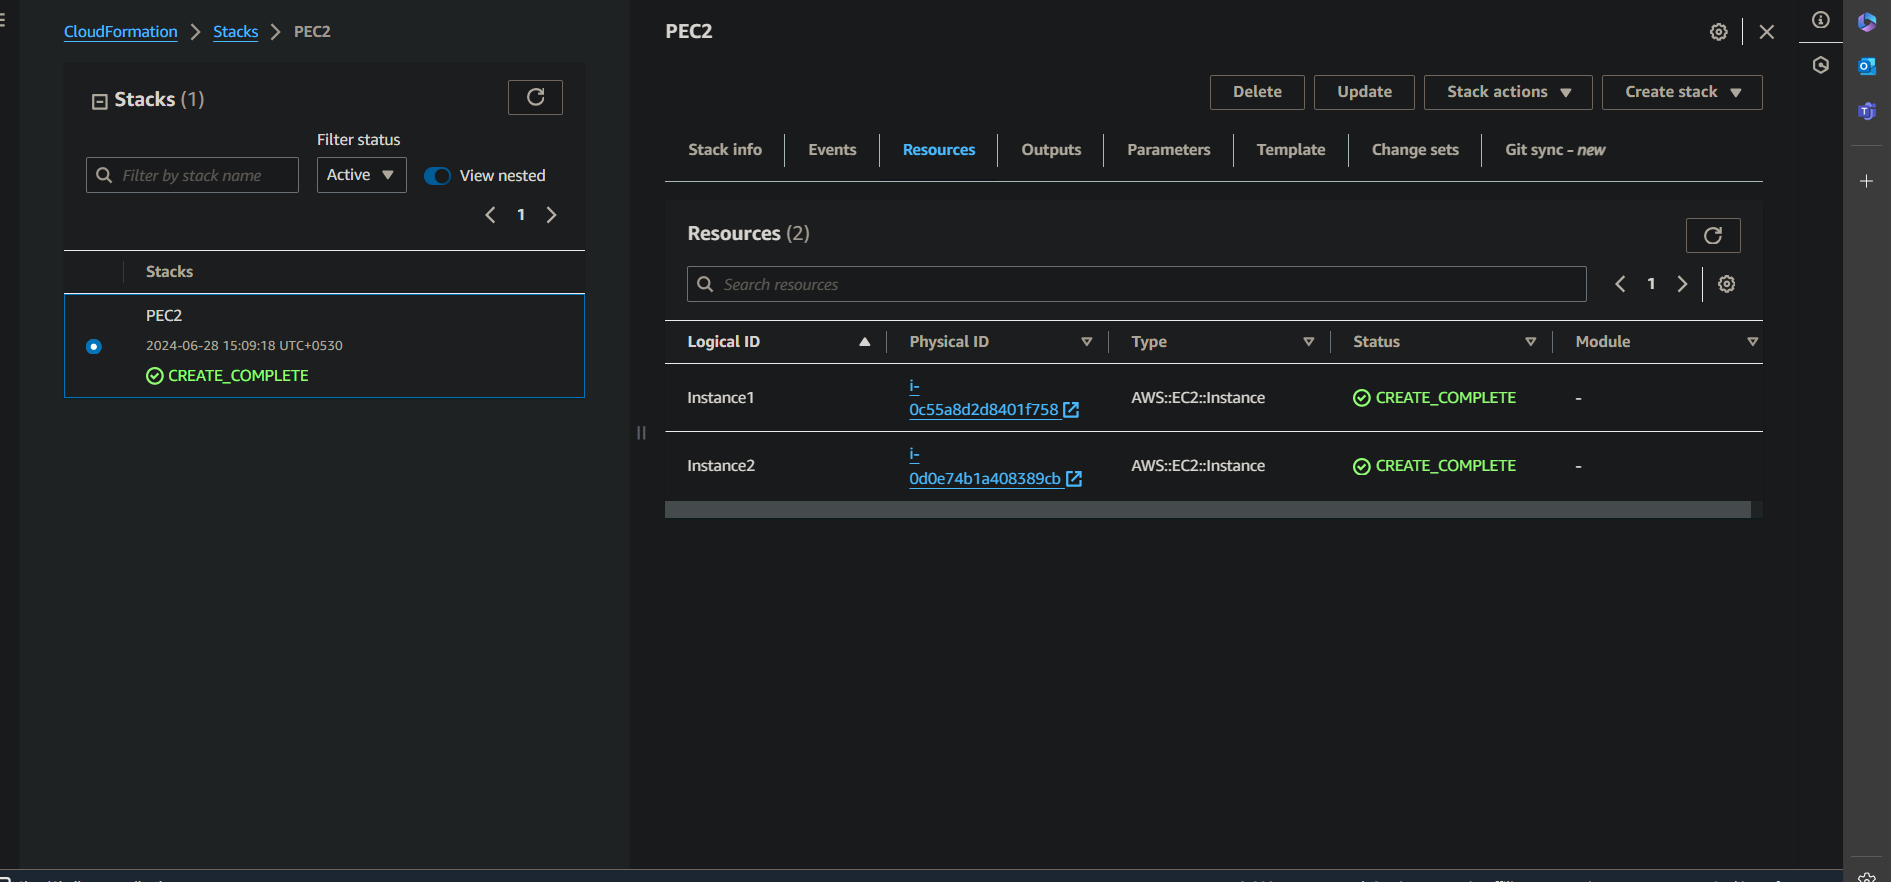 CloudFormation > Stacks > PEC2
Stacks (1)
Filter status
Filter by stack name
Active
View nested
1
Stacks
PEC2
2024-06-28 15:09:18 UTC+0530
CREATE_COMPLETE
PEC2
Delete
Update
Stack actions
Create stack
Stack info
Events
Resources
Outputs
Parameters
Template
Change sets
Git sync - new
Resources (2)
Search resources
1
Logical ID
Physical ID
Type
Status
Module
Instance1
i-
0c55a8d2d8401f758
AWS::EC2::Instance
CREATE_COMPLETE
-
Instance2
i-
0d0e74b1a408389cb
AWS::EC2::Instance
CREATE_COMPLETE
-